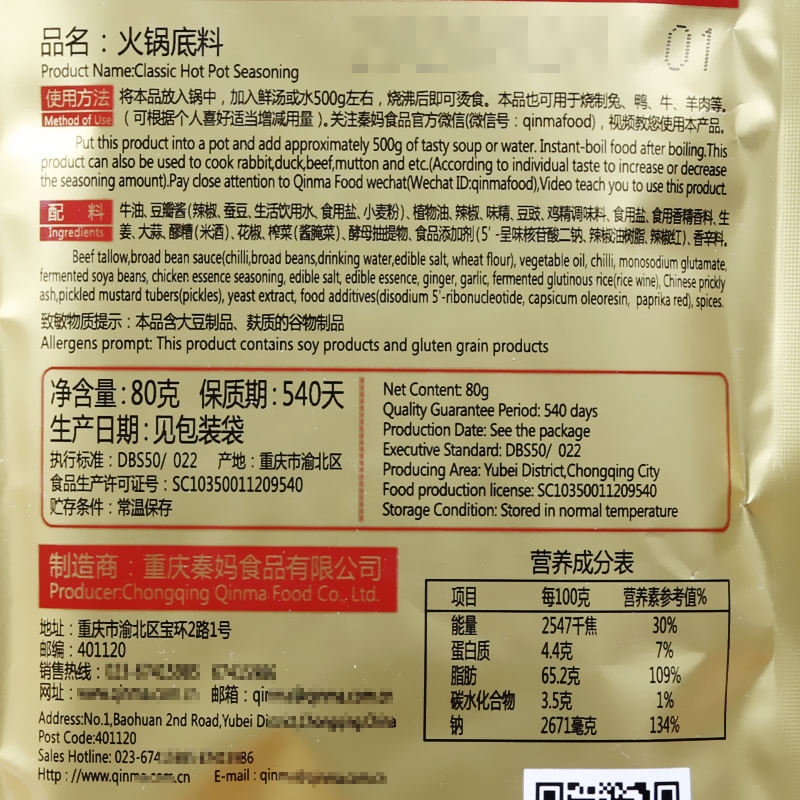 品名：火锅底料
01
Product Name:Classic Hot Pot Seasoning
使用方法 将本品放入锅中，加入鲜汤或水500g左右，烧沸后即可烫食。本品也可用于烧制兔、鸭、牛、羊肉等。
Method of Use （可根据个人喜好适当增减用量）。关注秦妈食品官方微信(微信号：qinmafood)，视频教您使用本产品。
Put this product into a pot and add approximately 500g of tasty soup or water. Instant-boil food after boiling.This
product can also be used to cook rabbit,duck,beef,mutton and etc.(According to individual taste to increase or decrease
the seasoning amount).Pay close attention to Qinma Food wechat(Wechat ID:qinmafood),Video teach you to use this product.
配料 牛油、豆瓣酱(辣椒、蚕豆、生活饮用水、食用盐、小麦粉)、植物油、辣椒、味精、豆豉、鸡精调味料、食用盐、食用香精香料、生
Ingredients 姜、大蒜、醪糟(米酒)、花椒、榨菜(酱腌菜)、酵母抽提物、食品添加剂(5'-呈味核苷酸二钠、辣椒油树脂、辣椒红)、香辛料。
Beef tallow,broad bean sauce(chilli,broad beans,drinking water,edible salt, wheat flour), vegetable oil, chilli, monosodium glutamate,
fermented soya beans, chicken essence seasoning, edible salt, edible essence, ginger, garlic, fermented glutinous rice(rice wine), Chinese prickly
ash,pickled mustard tubers(pickles), yeast extract, food additives(disodium 5'-ribonucleotide, capsicum oleoresin, paprika red), spices.
致敏物质提示：本品含大豆制品、麸质的谷物制品
Allergens prompt: This product contains soy products and gluten grain products
净含量：80克 保质期：540天
生产日期：见包装袋
执行标准：DBS50/ 022 产地：重庆市渝北区
食品生产许可证号：SC10350011209540
贮存条件：常温保存
Net Content: 80g
Quality Guarantee Period: 540 days
Production Date: See the package
Executive Standard: DBS50/ 022
Producing Area: Yubei District,Chongqing City
Food production license: SC10350011209540
Storage Condition: Stored in normal temperature
制造商：重庆秦妈食品有限公司
Producer:Chongqing Qinma Food Co., Ltd.
地址：重庆市渝北区宝环2路1号
邮编：401120
销售热线：
网址： 邮箱：
Address:No.1,Baohuan 2nd Road,Yubei
Post Code:401120
Sales Hotline: 023-674
Http://www.qinma.com.cn E-mail：
营养成分表
项目 每100克 营养素参考值%
能量 2547千焦 30%
蛋白质 4.4克 7%
脂肪 65.2克 109%
碳水化合物 3.5克 1%
钠 2671毫克 134%